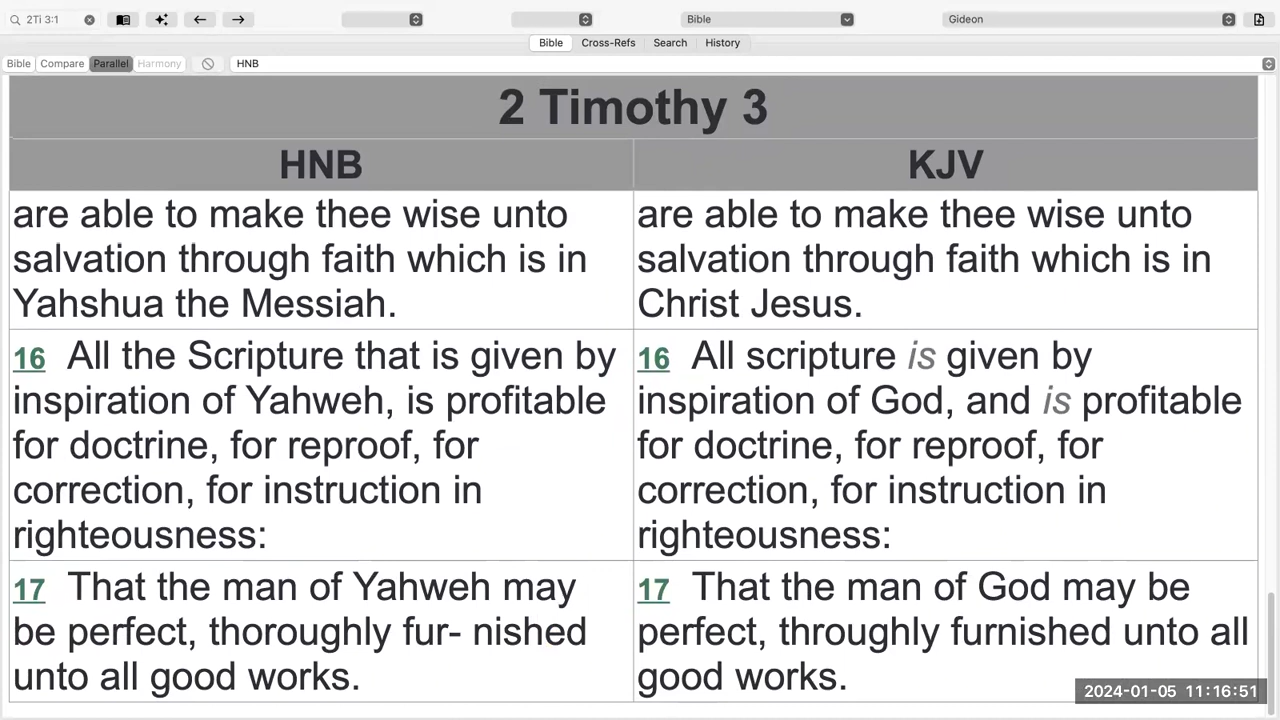 2Ti 3:1
Bible
Gideon
Bible Cross-Refs Search History
Bible Compare Parallel Harmony HNB
2 Timothy 3
HNB
are able to make thee wise unto
salvation through faith which is in
Yahshua the Messiah.
16 All the Scripture that is given by
inspiration of Yahweh, is profitable
for doctrine, for reproof, for
correction, for instruction in
righteousness:
17 That the man of Yahweh may
be perfect, thoroughly fur- nished
unto all good works.
KJV
are able to make thee wise unto
salvation through faith which is in
Christ Jesus.
16 All scripture is given by
inspiration of God, and is profitable
for doctrine, for reproof, for
correction, for instruction in
righteousness:
17 That the man of God may be
perfect, throughly furnished unto all
good works.
2024-01-05 11:16:51